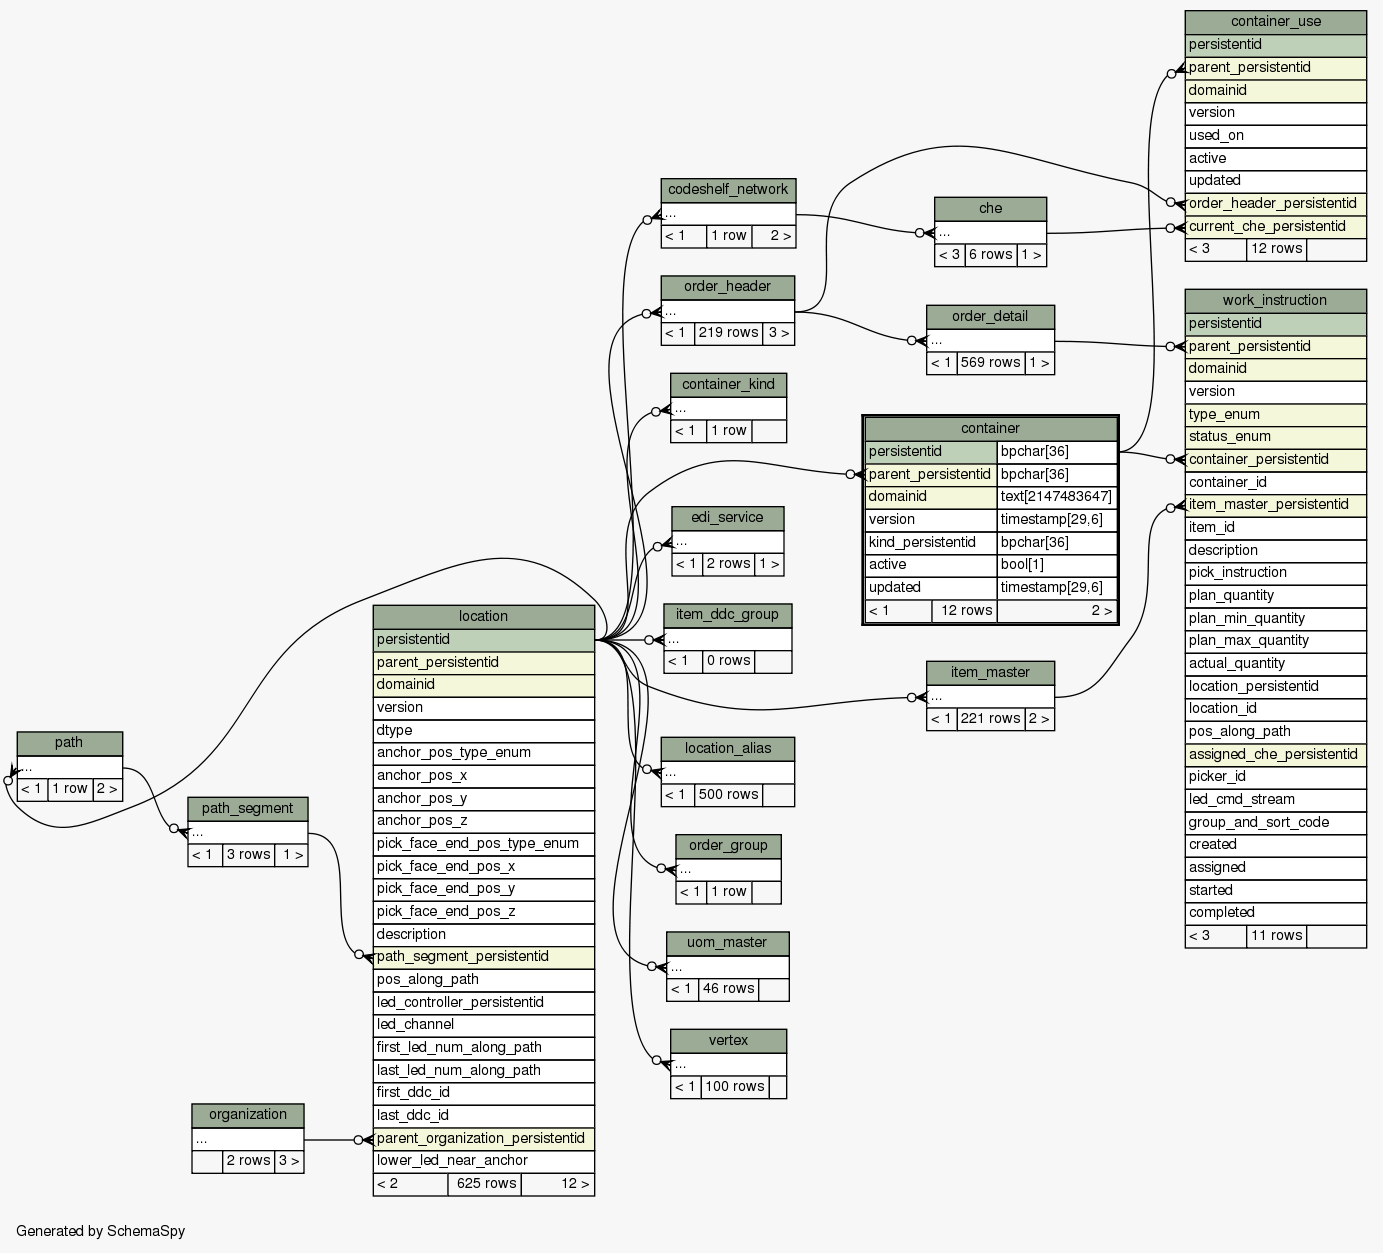 container_use
persistentid
parent_persistentid
domainid
version
used_on
active
updated
order_header_persistentid
current_che_persistentid
< 3 12 rows
codeshelf_network
...
< 1 1 row 2 >
che
...
< 3 6 rows 1 >
order_header
...
< 1 219 rows 3 >
order_detail
...
< 1 569 rows 1 >
work_instruction
persistentid
parent_persistentid
domainid
version
type_enum
status_enum
container_persistentid
container_id
item_master_persistentid
item_id
description
pick_instruction
plan_quantity
plan_min_quantity
plan_max_quantity
actual_quantity
location_persistentid
location_id
pos_along_path
assigned_che_persistentid
picker_id
led_cmd_stream
group_and_sort_code
created
assigned
started
completed
< 3 11 rows
container_kind
...
< 1 1 row
container
persistentid bpchar[36]
parent_persistentid bpchar[36]
domainid text[2147483647]
version timestamp[29,6]
kind_persistentid bpchar[36]
active bool[1]
updated timestamp[29,6]
< 1 12 rows 2 >
edi_service
...
< 1 2 rows 1 >
item_ddc_group
...
< 1 0 rows
item_master
...
< 1 221 rows 2 >
location
persistentid
parent_persistentid
domainid
version
dtype
anchor_pos_type_enum
anchor_pos_x
anchor_pos_y
anchor_pos_z
pick_face_end_pos_type_enum
pick_face_end_pos_x
pick_face_end_pos_y
pick_face_end_pos_z
description
path_segment_persistentid
pos_along_path
led_controller_persistentid
led_channel
first_led_num_along_path
last_led_num_along_path
first_ddc_id
last_ddc_id
parent_organization_persistentid
lower_led_near_anchor
< 2 625 rows 12 >
path
...
< 1 1 row 2 >
path_segment
...
< 1 3 rows 1 >
location_alias
...
< 1 500 rows
order_group
...
< 1 1 row
uom_master
...
< 1 46 rows
vertex
...
< 1 100 rows
organization
...
2 rows 3 >
Generated by SchemaSpy